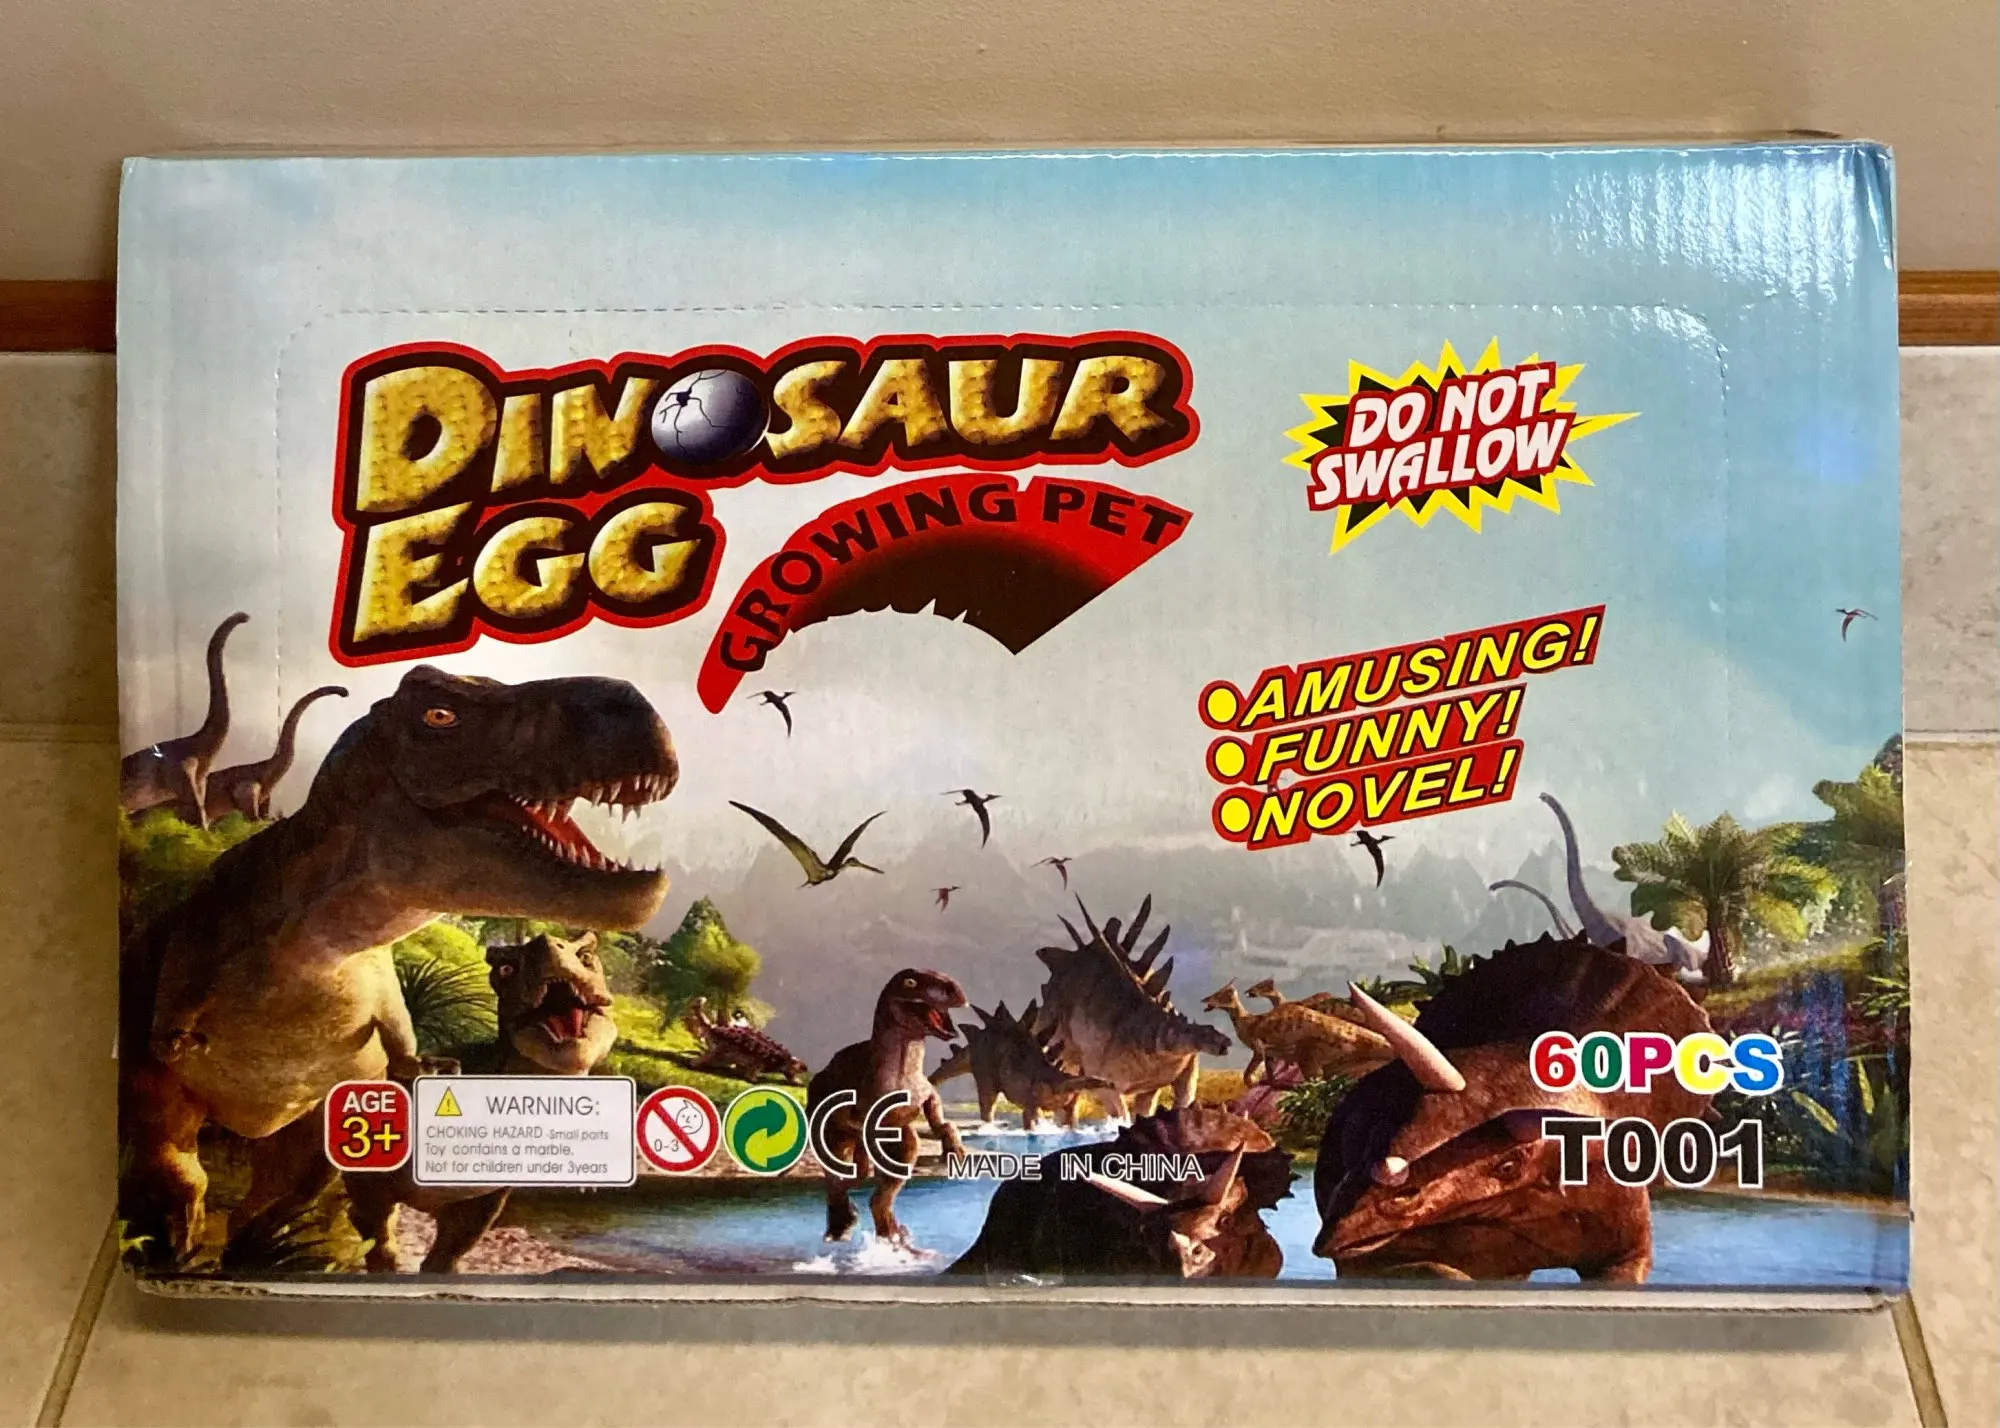 DINOSAUR
EGG
GROWING PET
DO NOT
SWALLOW
AMUSING!
FUNNY!
NOVEL!
60PCS
T001
AGE
3+
WARNING:
CHOKING HAZARD -Small parts
Toy contains a marble.
Not for children under 3years
0-3
CE
MADE IN CHINA